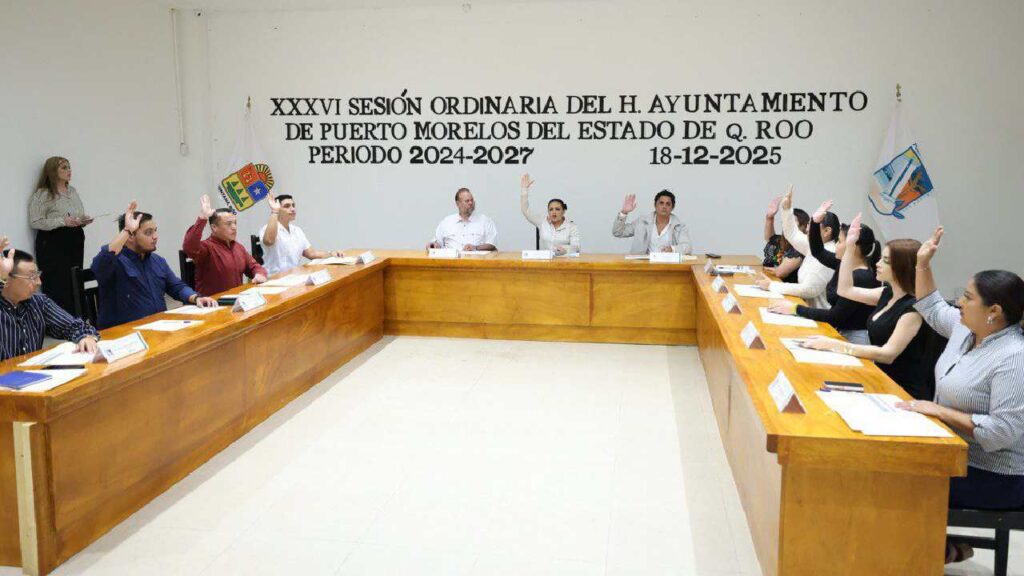 XXXVI SESIÓN ORDINARIA DEL H. AYUNTAMIENTO
DE PUERTO MORELOS DEL ESTADO DE Q. ROO
PERIODO 2024-2027 18-12-2025